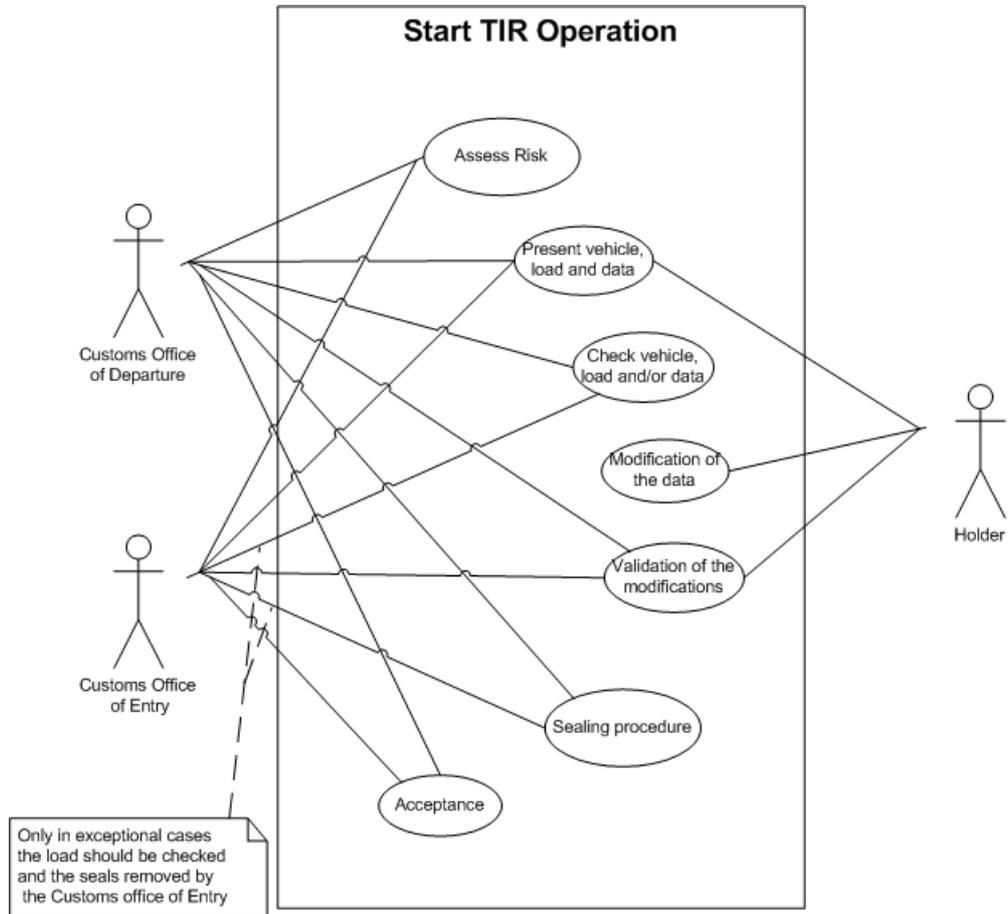 Start TIR Operation
Assess Risk
Present vehicle,
load and data
Customs Office
of Departure
Check vehicle,
load and/or data
Modification of
the data
Holder
Validation of the
modifications
Customs Office
of Entry
Sealing procedure
Acceptance
Only in exceptional cases
the load should be checked
and the seals removed by
the Customs office of Entry